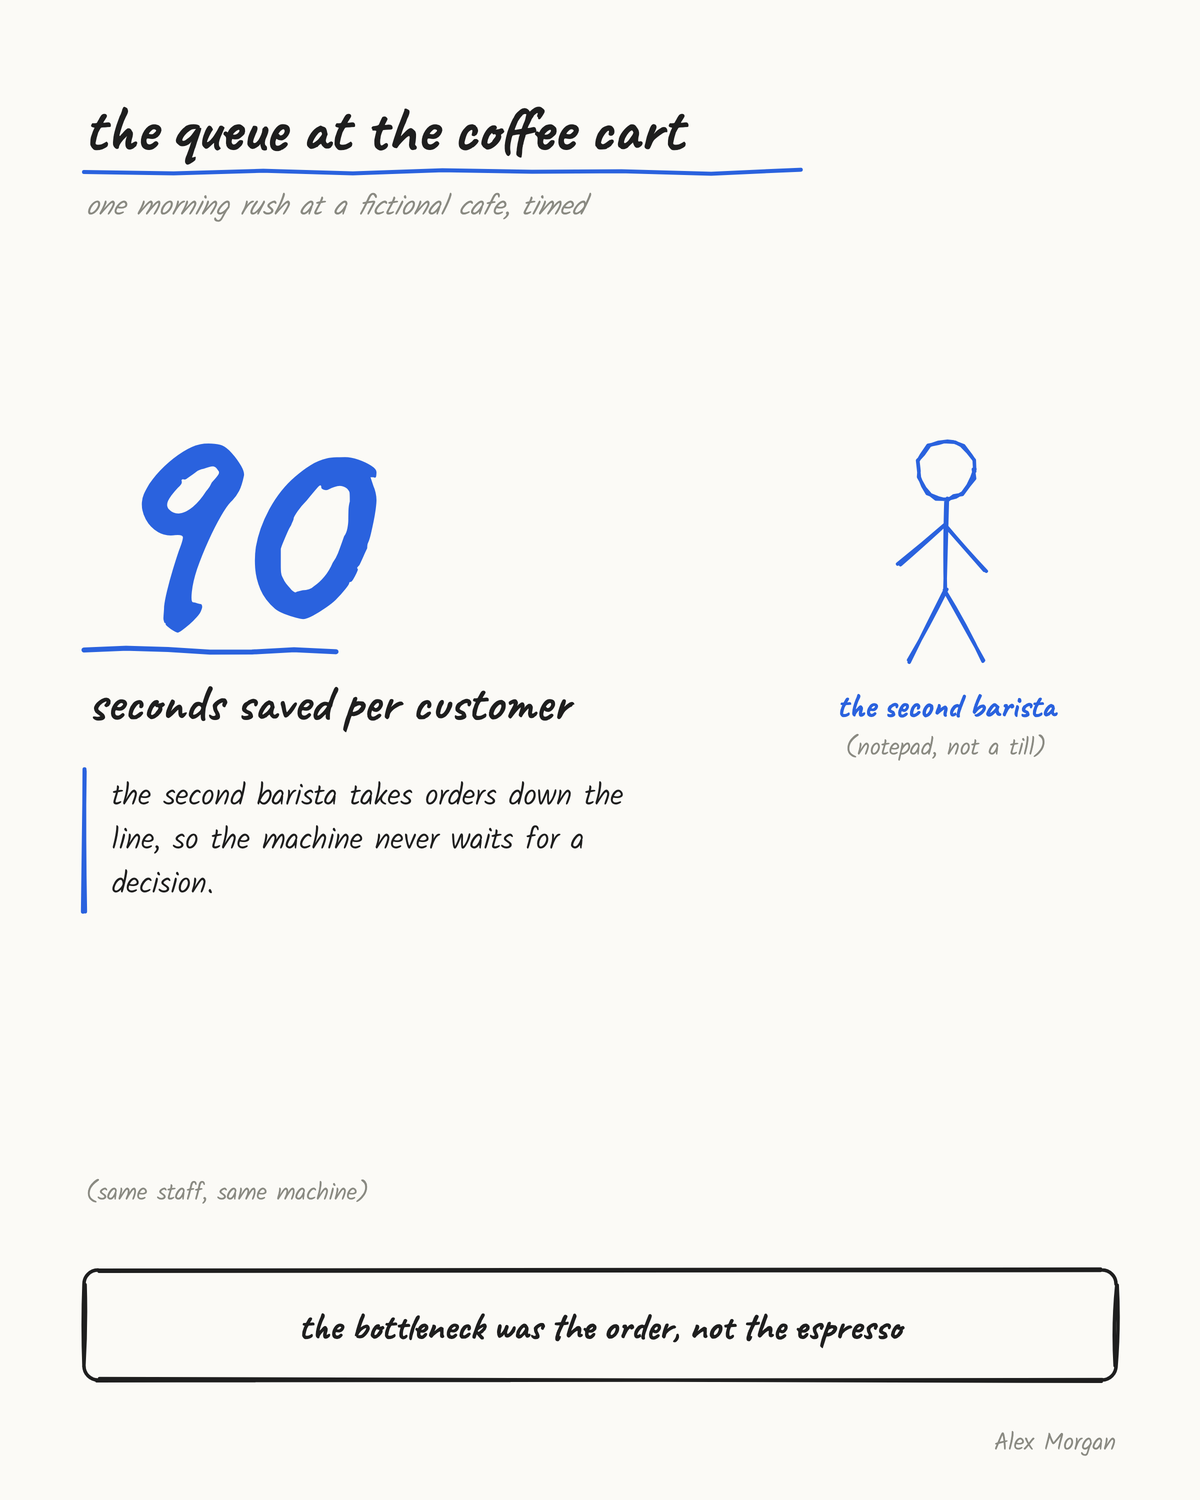 the queue at the coffee cart
one morning rush at a fictional cafe, timed
90
seconds saved per customer
the second barista takes orders down the
line, so the machine never waits for a
decision.
the second barista
(notepad, not a till)
(same staff, same machine)
the bottleneck was the order, not the espresso
Alex Morgan